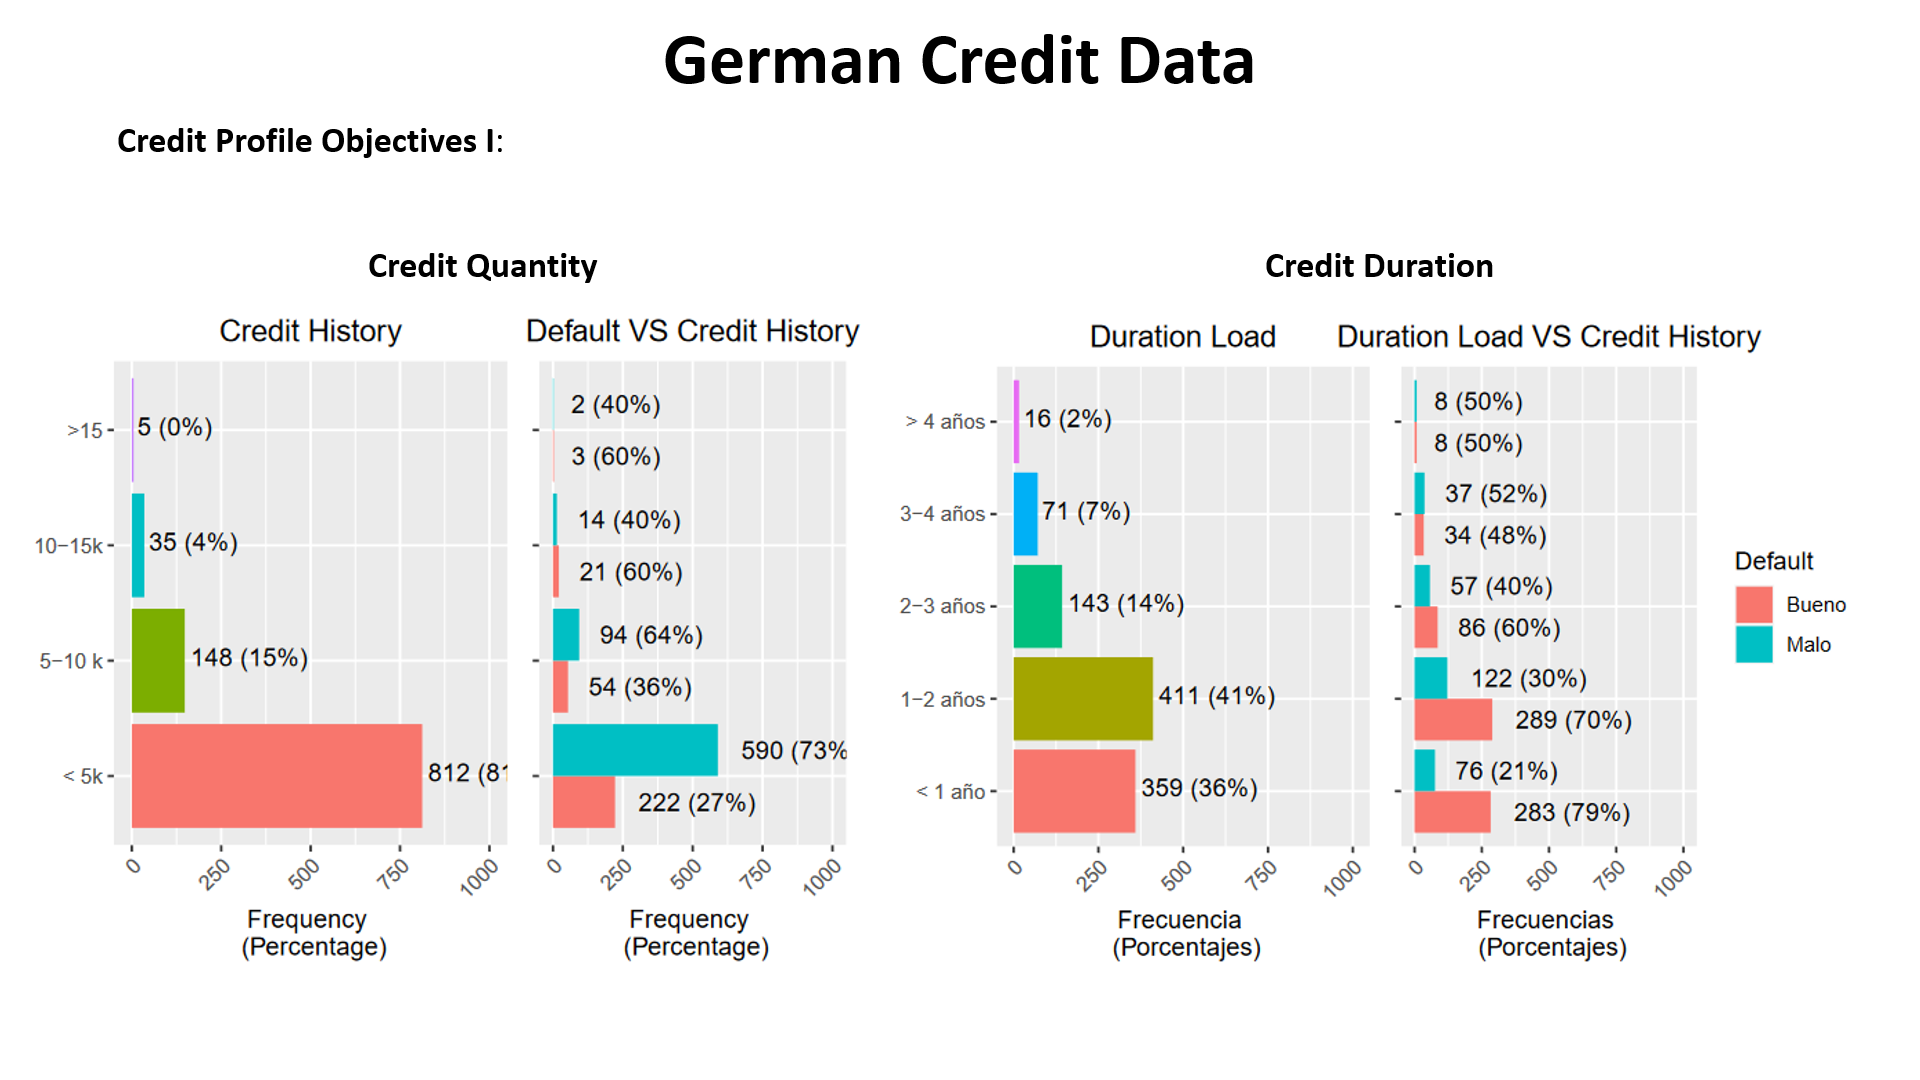 German Credit Data
Credit Profile Objectives I:
Credit Quantity
Credit History
>15
10−15k
5−10 k
< 5k
5 (0%)
35 (4%)
148 (15%)
812 (81
0
250
500
750
1000
Frequency
(Percentage)
Default VS Credit History
2 (40%)
3 (60%)
14 (40%)
21 (60%)
94 (64%)
54 (36%)
590 (73%
222 (27%)
0
250
500
750
1000
Frequency
(Percentage)
Credit Duration
Duration Load
> 4 años
3−4 años
2−3 años
1−2 años
< 1 año
16 (2%)
71 (7%)
143 (14%)
411 (41%)
359 (36%)
0
250
500
750
1000
Frecuencia
(Porcentajes)
Duration Load VS Credit History
8 (50%)
8 (50%)
37 (52%)
34 (48%)
57 (40%)
86 (60%)
122 (30%)
289 (70%)
76 (21%)
283 (79%)
0
250
500
750
1000
Frecuencias
(Porcentajes)
Default
Bueno
Malo